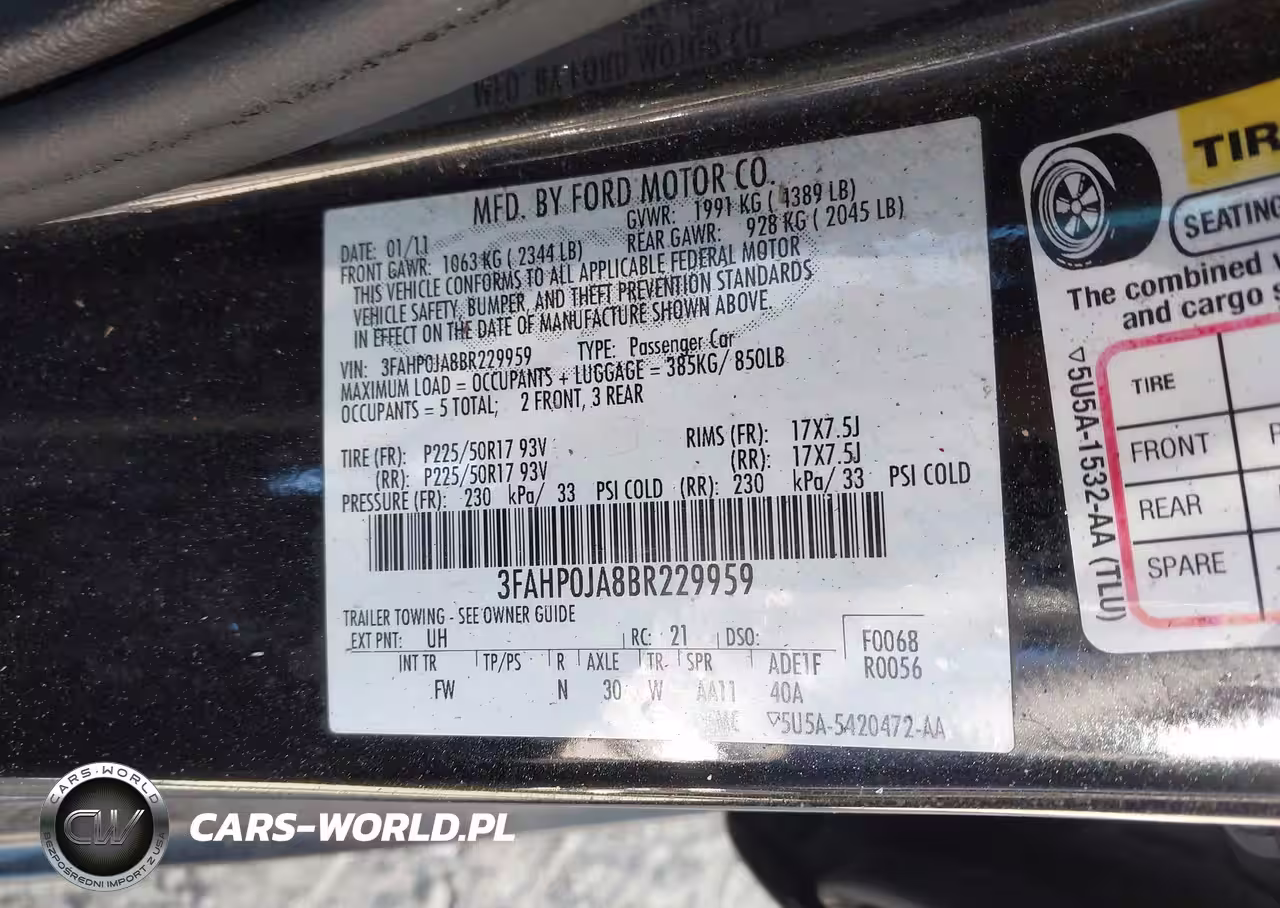 MFD. BY FORD MOTOR CO.
DATE: 01/11 GVWR: 1991 KG ( 4389 LB)
FRONT GAWR: 1063 KG ( 2344 LB) REAR GAWR: 928 KG ( 2045 LB)
THIS VEHICLE CONFORMS TO ALL APPLICABLE FEDERAL MOTOR
VEHICLE SAFETY, BUMPER, AND THEFT PREVENTION STANDARDS
IN EFFECT ON THE DATE OF MANUFACTURE SHOWN ABOVE.
VIN: 3FAHP0JA8BR229959 TYPE: Passenger Car
MAXIMUM LOAD = OCCUPANTS + LUGGAGE = 385KG/ 850LB
OCCUPANTS = 5 TOTAL; 2 FRONT, 3 REAR
TIRE (FR): P225/50R17 93V RIMS (FR): 17X7.5J
(RR): P225/50R17 93V (RR): 17X7.5J
PRESSURE (FR): 230 kPa/ 33 PSI COLD (RR): 230 kPa/ 33 PSI COLD
3FAHP0JA8BR229959
TRAILER TOWING - SEE OWNER GUIDE
EXT PNT: UH RC: 21 DSO: F0068
INT TR TP/PS R AXLE TR SPR ADE1F R0056
FW N 30 W AA11 40A
▽5U5A-5420472-AA
TIR
SEATING
The combined
and cargo
▽5U5A-1532-AA (TLU)
TIRE
FRONT
REAR
SPARE
CARS-WORLD
CW
BEZPOŚREDNI IMPORT Z USA
CARS-WORLD.PL